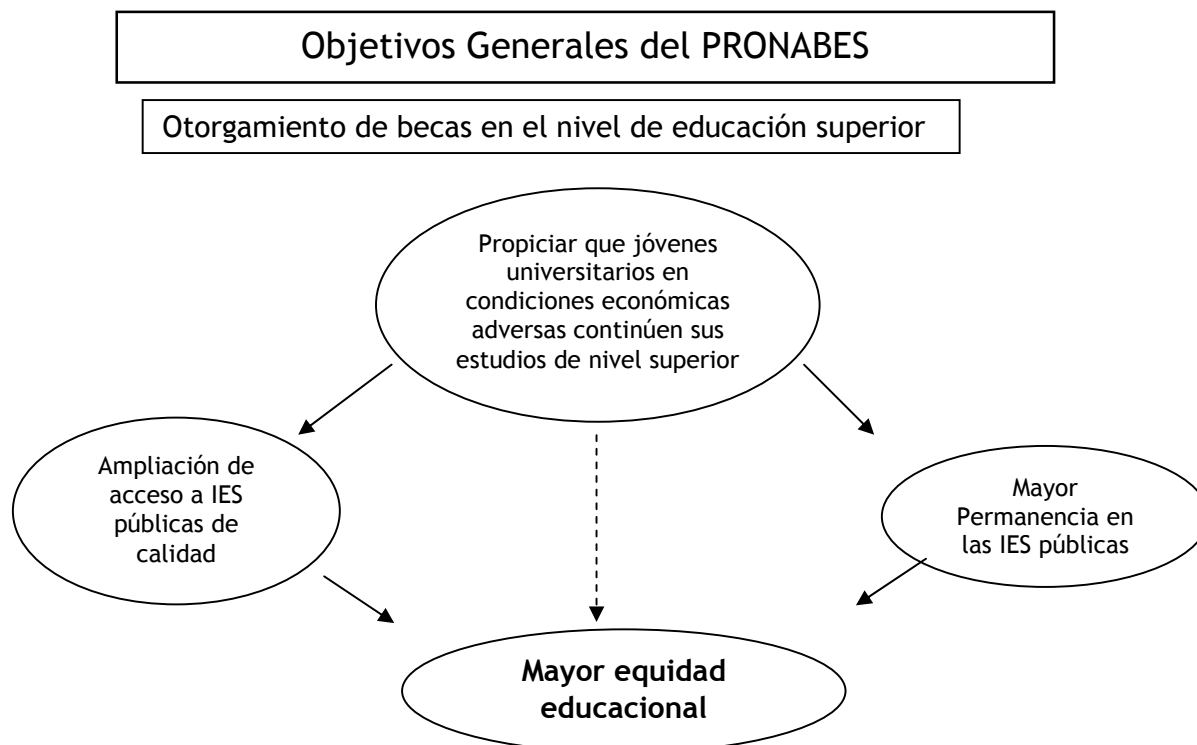 Objetivos Generales del PRONABES
Otorgamiento de becas en el nivel de educación superior
Propiciar que jóvenes
universitarios en
condiciones económicas
adversas continúen sus
estudios de nivel superior
Ampliación de
acceso a IES
públicas de
calidad
Mayor
Permanencia en
las IES públicas
Mayor equidad
educacional